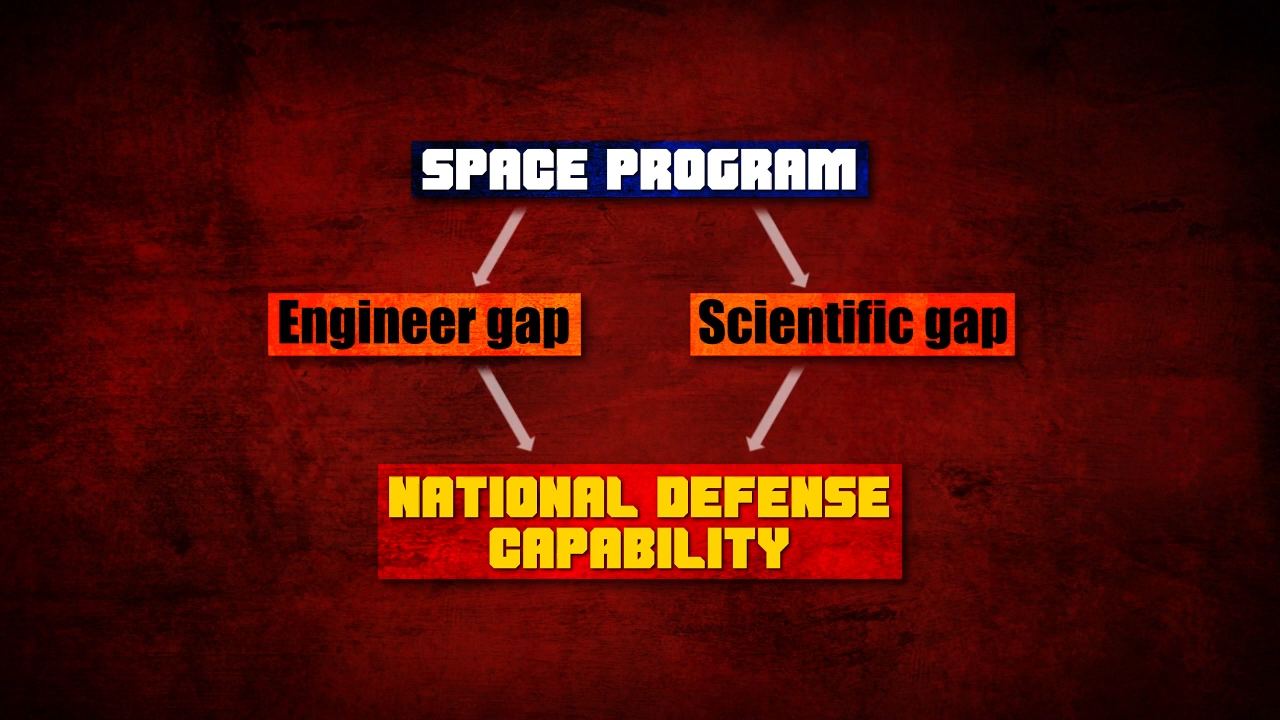 SPACE PROGRAM
Engineer gap
Scientific gap
NATIONAL DEFENSE
CAPABILITY